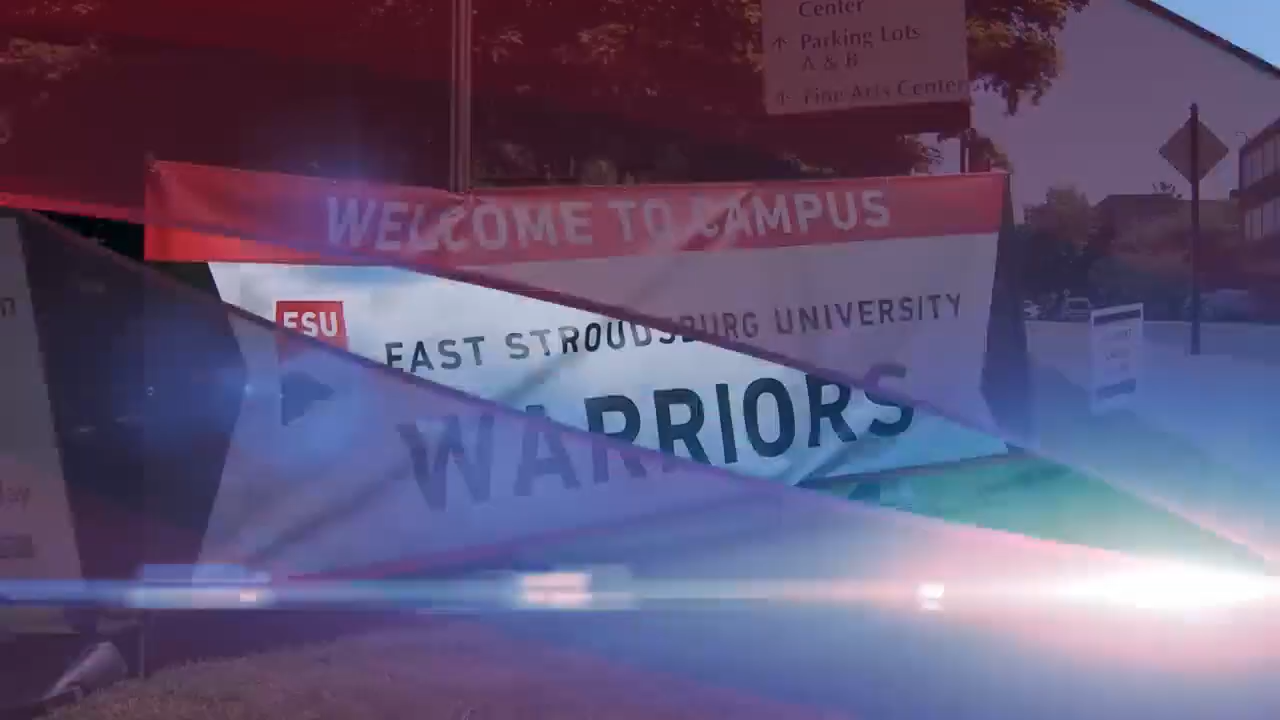 Center
↑ Parking Lots
A & B
↑ Fine Arts Center
WELCOME TO CAMPUS
ESU
EAST STROUDSBURG UNIVERSITY
WARRIORS